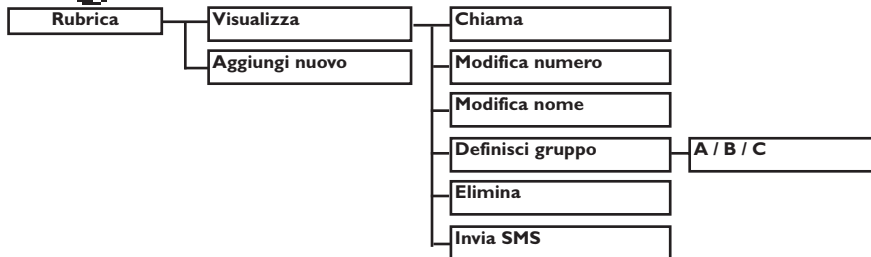 Rubrica
Visualizza
Chiama
Aggiungi nuovo
Modifica numero
Modifica nome
Definisci gruppo
A / B / C
Elimina
Invia SMS